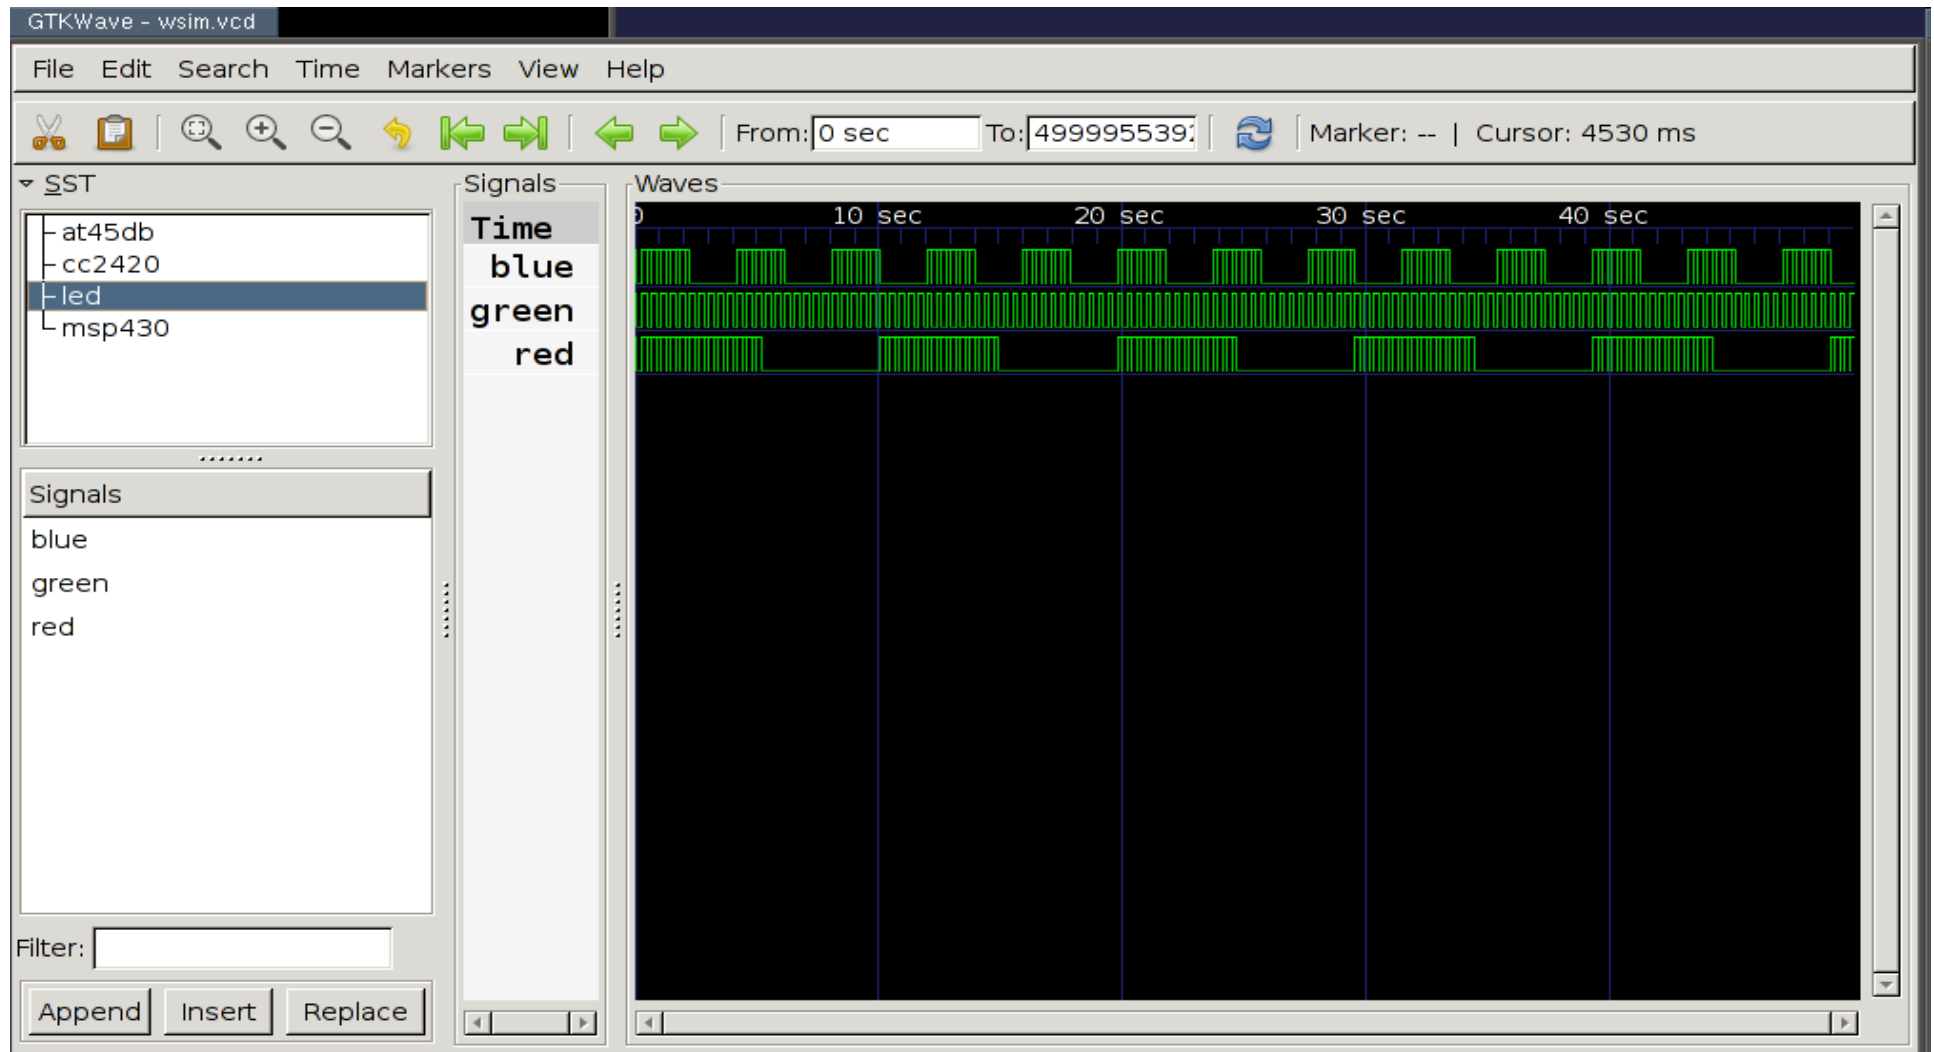 GTKWave - wsim.vcd
File Edit Search Time Markers View Help
From: 0 sec To: 4999955392 Marker: -- | Cursor: 4530 ms
SST
at45db
cc2420
led
msp430
Signals
blue
green
red
Filter:
Append Insert Replace
Signals
Time
blue
green
red
Waves
0 10 sec 20 sec 30 sec 40 sec